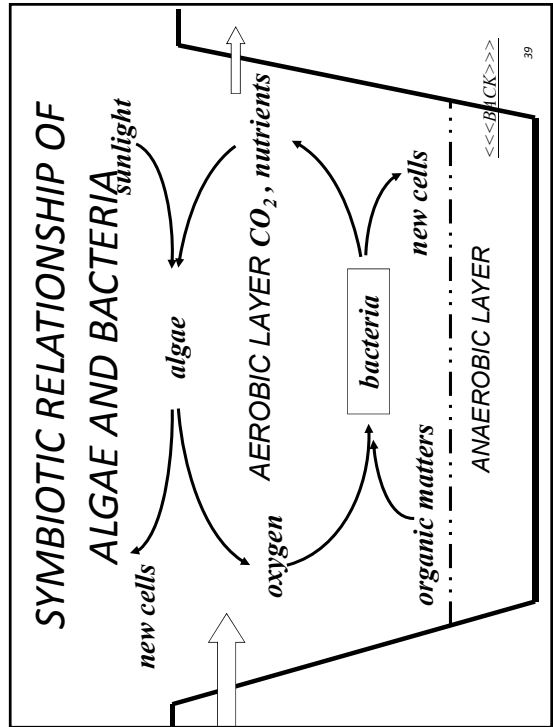 SYMBIOTIC RELATIONSHIP OF
ALGAE AND BACTERIA
new cells
sunlight
algae
oxygen
AEROBIC LAYER
CO2, nutrients
bacteria
organic matters
new cells
ANAEROBIC LAYER
<<<BACK>>>
39